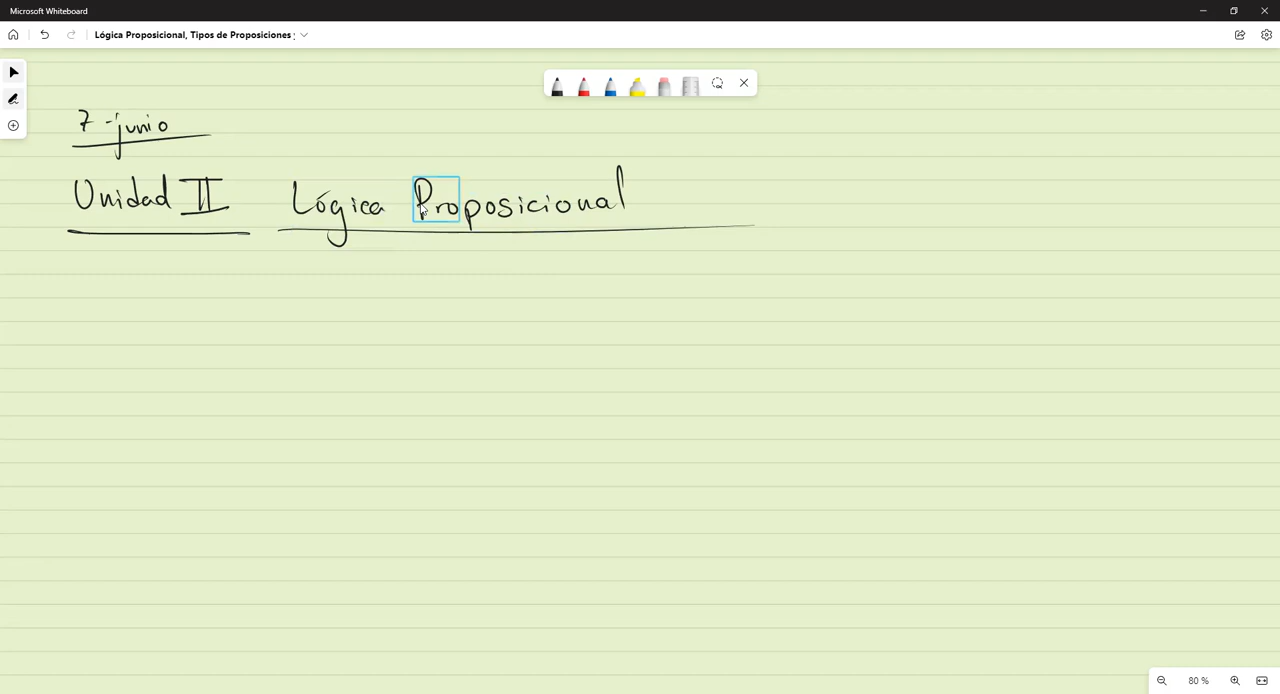 Microsoft Whiteboard
Lógica Proposicional, Tipos de Proposiciones ;
7 - junio
Unidad II Lógica Proposicional
80 %